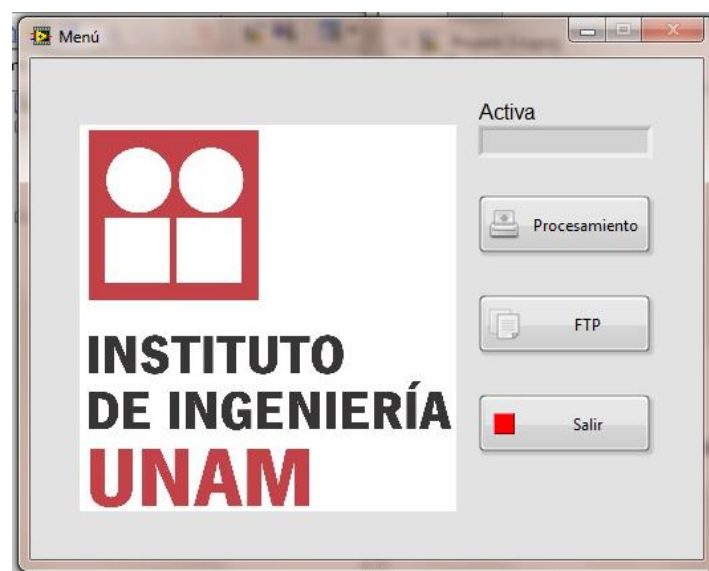 Menú
Activa
Procesamiento
FTP
Salir
INSTITUTO
DE INGENIERÍA
UNAM